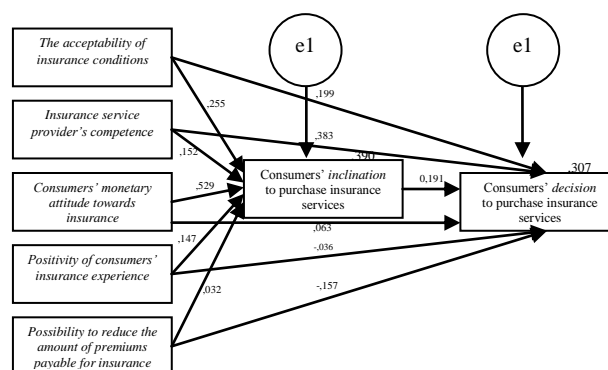 The acceptability of
insurance conditions
e1
e1
,255
,199
Insurance service
provider's competence
,152
,383
,390
,307
Consumers' monetary
attitude towards
insurance
,529
Consumers' inclination
to purchase insurance
services
0,191
Consumers' decision
to purchase insurance
services
,063
Positivity of consumers'
insurance experience
,147
-,036
,032
-,157
Possibility to reduce the
amount of premiums
payable for insurance